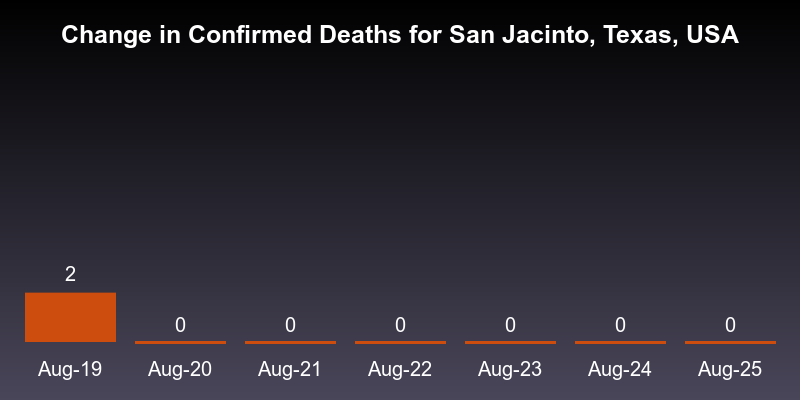 Change in Confirmed Deaths for San Jacinto, Texas, USA
2
0 0 0 0 0 0
Aug-19 Aug-20 Aug-21 Aug-22 Aug-23 Aug-24 Aug-25